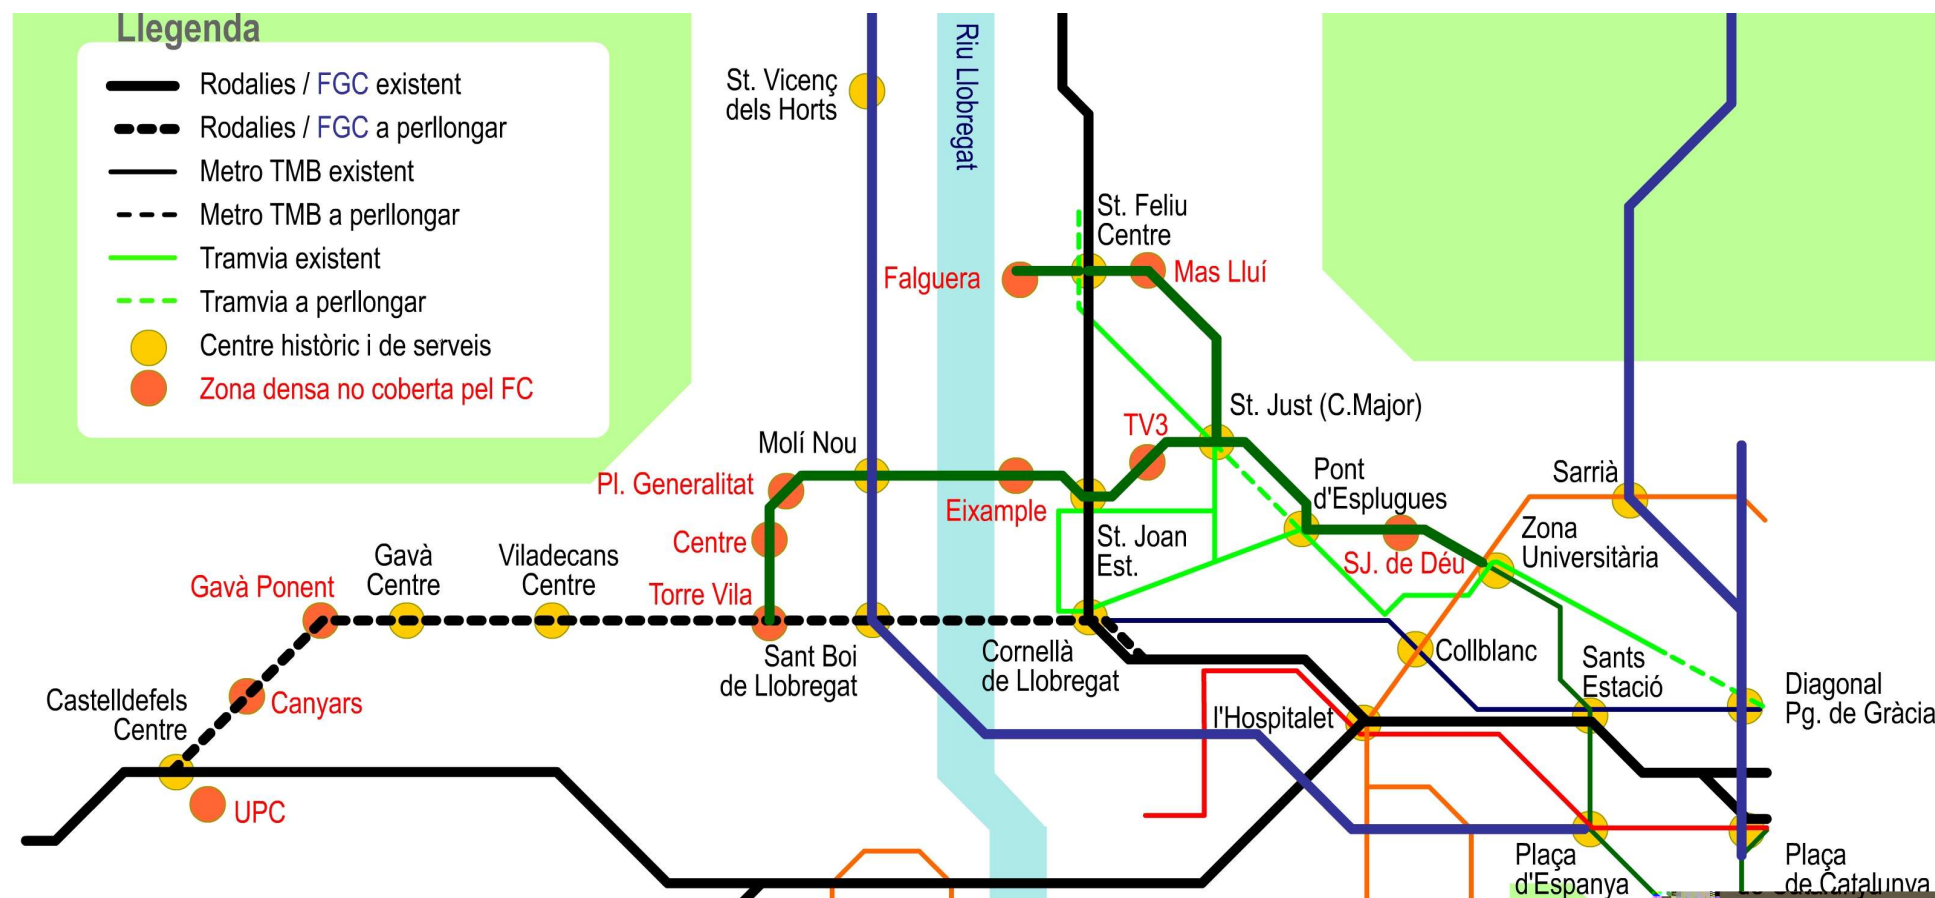 Llegenda
Rodalies / FGC existent
Rodalies / FGC a perllongar
Metro TMB existent
Metro TMB a perllongar
Tramvia existent
Tramvia a perllongar
Centre històric i de serveis
Zona densa no coberta pel FC
St. Vicenç
dels Horts
Riu Llobregat
St. Feliu
Centre
Falguera
Mas Lluí
St. Just (C.Major)
TV3
Molí Nou
Pl. Generalitat
Eixample
Pont
d'Esplugues
Sarrià
Zona
Universitària
SJ. de Déu
St. Joan
Est.
Centre
Gavà
Centre
Viladecans
Centre
Torre Vila
Gavà Ponent
Sant Boi
de Llobregat
Cornellà
de Llobregat
Collblanc
Sants
Estació
Diagonal
Pg. de Gràcia
Castelldefels
Centre
Canyars
l'Hospitalet
UPC
Plaça
d'Espanya
Plaça
de Catalunya